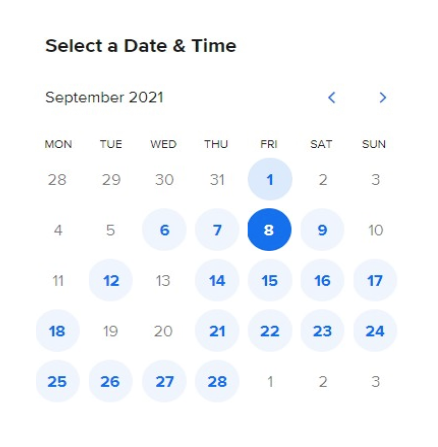 Select a Date & Time
September 2021
MON TUE WED THU FRI SAT SUN
28 29 30 31 1 2 3
4 5 6 7 8 9 10
11 12 13 14 15 16 17
18 19 20 21 22 23 24
25 26 27 28 1 2 3